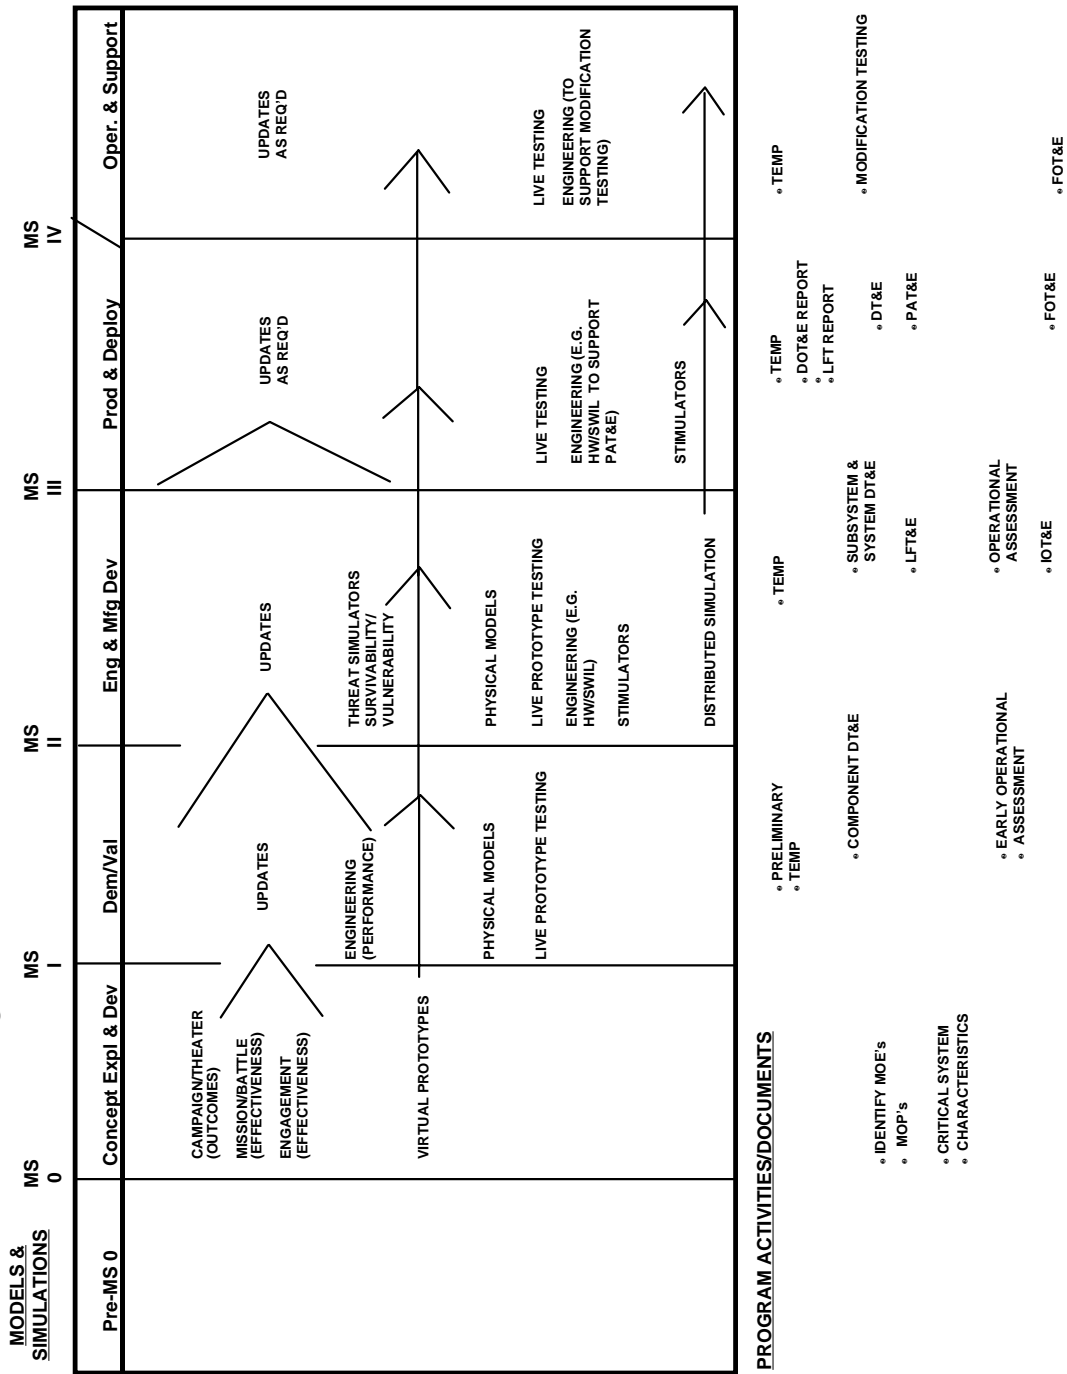 MODELS &
SIMULATIONS
MS
0
MS
I
MS
II
MS
III
MS
IV
Pre-MS 0
Concept Expl & Dev
Dem/Val
Eng & Mfg Dev
Prod & Deploy
Oper. & Support
CAMPAIGN/THEATER
(OUTCOMES)
MISSION/BATTLE
(EFFECTIVENESS)
ENGAGEMENT
(EFFECTIVENESS)
VIRTUAL PROTOTYPES
UPDATES
ENGINEERING
(PERFORMANCE)
PHYSICAL MODELS
LIVE PROTOTYPE TESTING
UPDATES
THREAT SIMULATORS
SURVIVABILITY/
VULNERABILITY
PHYSICAL MODELS
LIVE PROTOTYPE TESTING
ENGINEERING (E.G.
HW/SWIL)
STIMULATORS
DISTRIBUTED SIMULATION
UPDATES
AS REQ'D
LIVE TESTING
ENGINEERING (E.G.
HW/SWIL TO SUPPORT
PAT&E)
STIMULATORS
UPDATES
AS REQ'D
LIVE TESTING
ENGINEERING (TO
SUPPORT MODIFICATION
TESTING)
PROGRAM ACTIVITIES/DOCUMENTS
• IDENTIFY MOE's
• MOP's
• CRITICAL SYSTEM
• CHARACTERISTICS
• PRELIMINARY
• TEMP
• COMPONENT DT&E
• EARLY OPERATIONAL
• ASSESSMENT
• TEMP
• SUBSYSTEM &
SYSTEM DT&E
• LFT&E
• OPERATIONAL
ASSESSMENT
• IOT&E
• TEMP
• DOT&E REPORT
•
• LFT REPORT
• DT&E
• PAT&E
• FOT&E
• TEMP
• MODIFICATION TESTING
• FOT&E